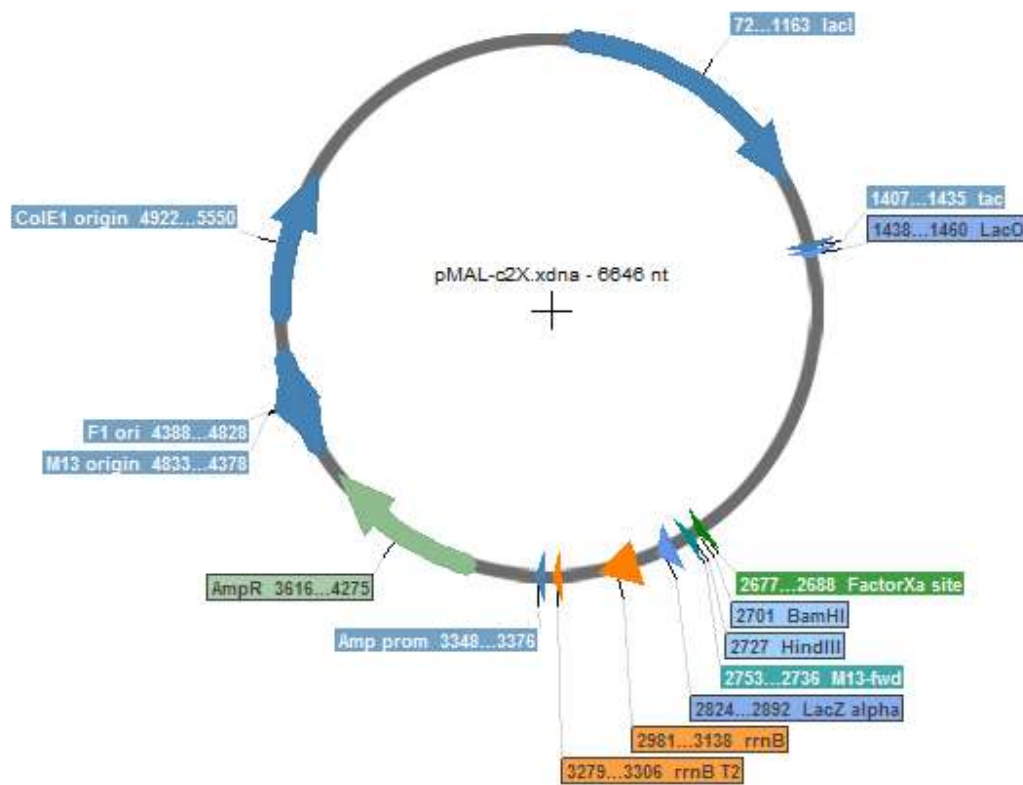 72...1163 lacI
1407...1435 tac
1438...1460 LacO
ColE1 origin 4922...5550
pMAL-c2X.xdna - 6646 nt
F1 ori 4388...4828
M13 origin 4833...4378
AmpR 3616...4275
2677...2688 FactorXa site
2701 BamHI
Amp prom 3348...3376
2727 HindIII
2753...2736 M13-fwd
2824...2892 LacZ alpha
2981...3138 rrnB
3279...3306 rrnB T2